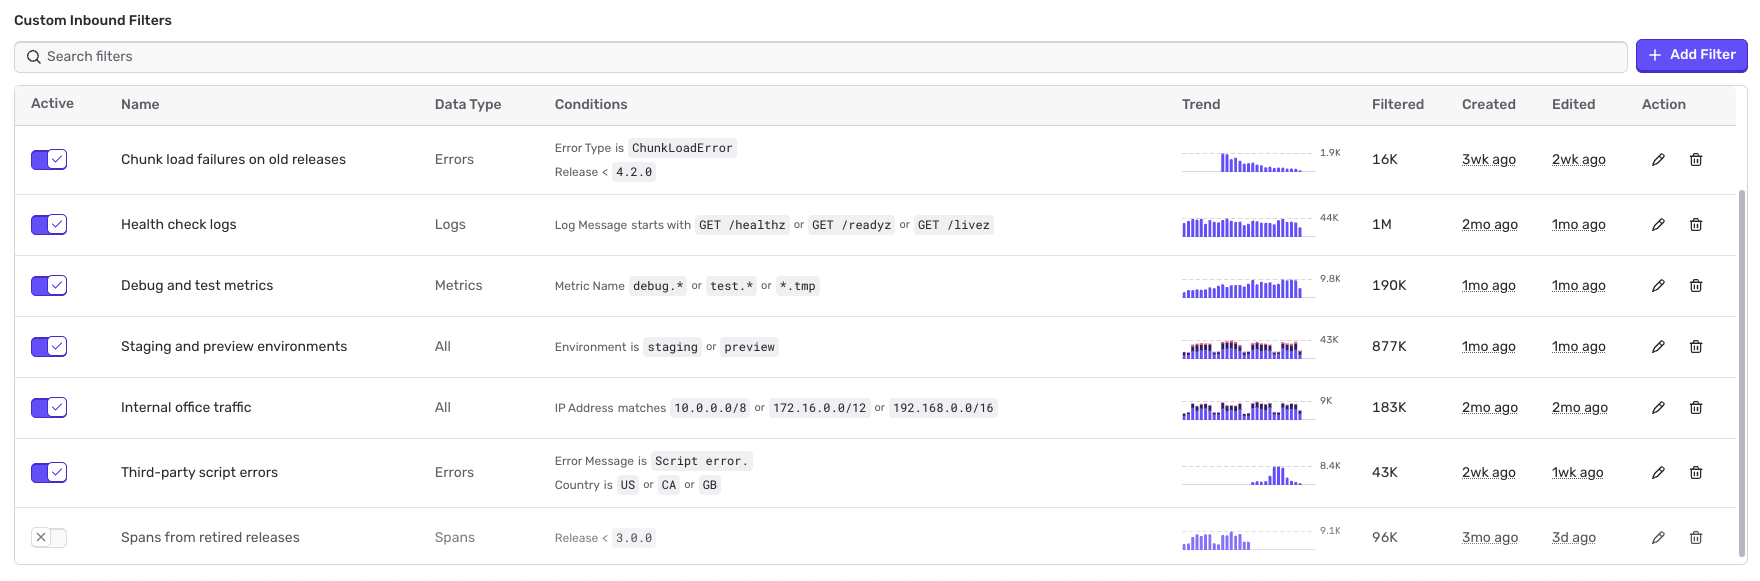 Custom Inbound Filters
Search filters
Add Filter
Active Name Data Type Conditions Trend Filtered Created Edited Action
Chunk load failures on old releases Errors Error Type is ChunkLoadError Release < 4.2.0 1.9K 16K 3wk ago 2wk ago
Health check logs Logs Log Message starts with GET /healthz or GET /readyz or GET /livez 44K 1M 2mo ago 1mo ago
Debug and test metrics Metrics Metric Name debug.* or test.* or *.tmp 9.8K 190K 1mo ago 1mo ago
Staging and preview environments All Environment is staging or preview 43K 877K 1mo ago 1mo ago
Internal office traffic All IP Address matches 10.0.0.0/8 or 172.16.0.0/12 or 192.168.0.0/16 9K 183K 2mo ago 2mo ago
Third-party script errors Errors Error Message is Script error. Country is US or CA or GB 8.4K 43K 2wk ago 1wk ago
Spans from retired releases Spans Release < 3.0.0 9.1K 96K 3mo ago 3d ago